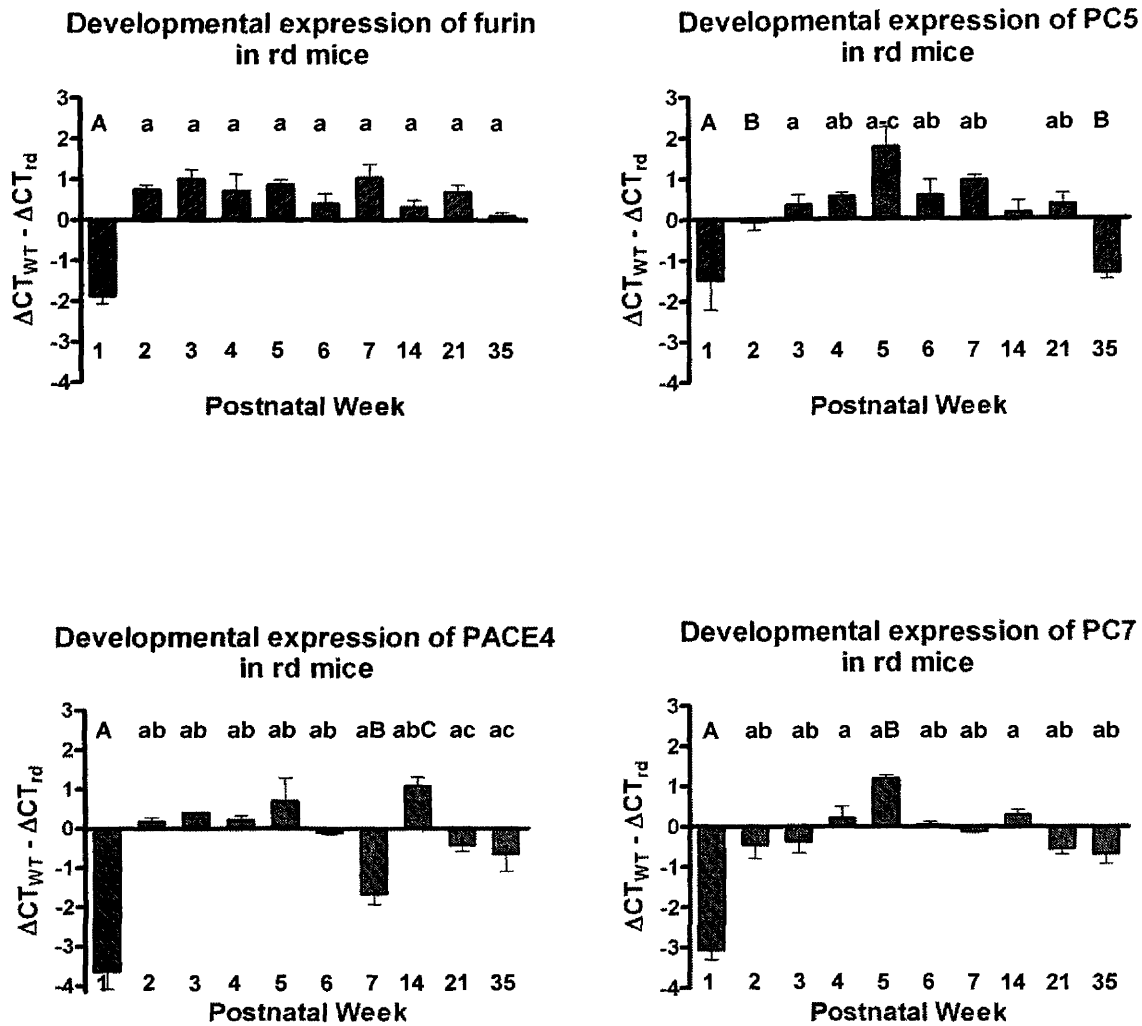 Developmental expression of furin
in rd mice
3
2
1
0
-1
-2
-3
-4
ΔCT_WT - ΔCT_rd
A a a a a a a a a a
1 2 3 4 5 6 7 14 21 35
Postnatal Week
Developmental expression of PC5
in rd mice
3
2
1
0
-1
-2
-3
-4
ΔCT_WT - ΔCT_rd
A B a ab a-c ab ab ab B
1 2 3 4 5 6 7 14 21 35
Postnatal Week
Developmental expression of PACE4
in rd mice
3
2
1
0
-1
-2
-3
-4
ΔCT_WT - ΔCT_rd
A ab ab ab ab ab aB abC ac ac
1 2 3 4 5 6 7 14 21 35
Postnatal Week
Developmental expression of PC7
in rd mice
3
2
1
0
-1
-2
-3
-4
ΔCT_WT - ΔCT_rd
A ab ab a aB ab ab a ab ab
1 2 3 4 5 6 7 14 21 35
Postnatal Week